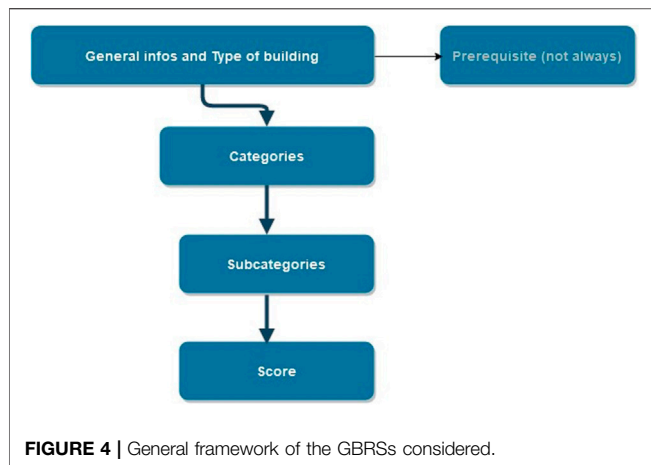 General infos and Type of building
Prerequisite (not always)
Categories
Subcategories
Score
FIGURE 4 | General framework of the GBRSs considered.